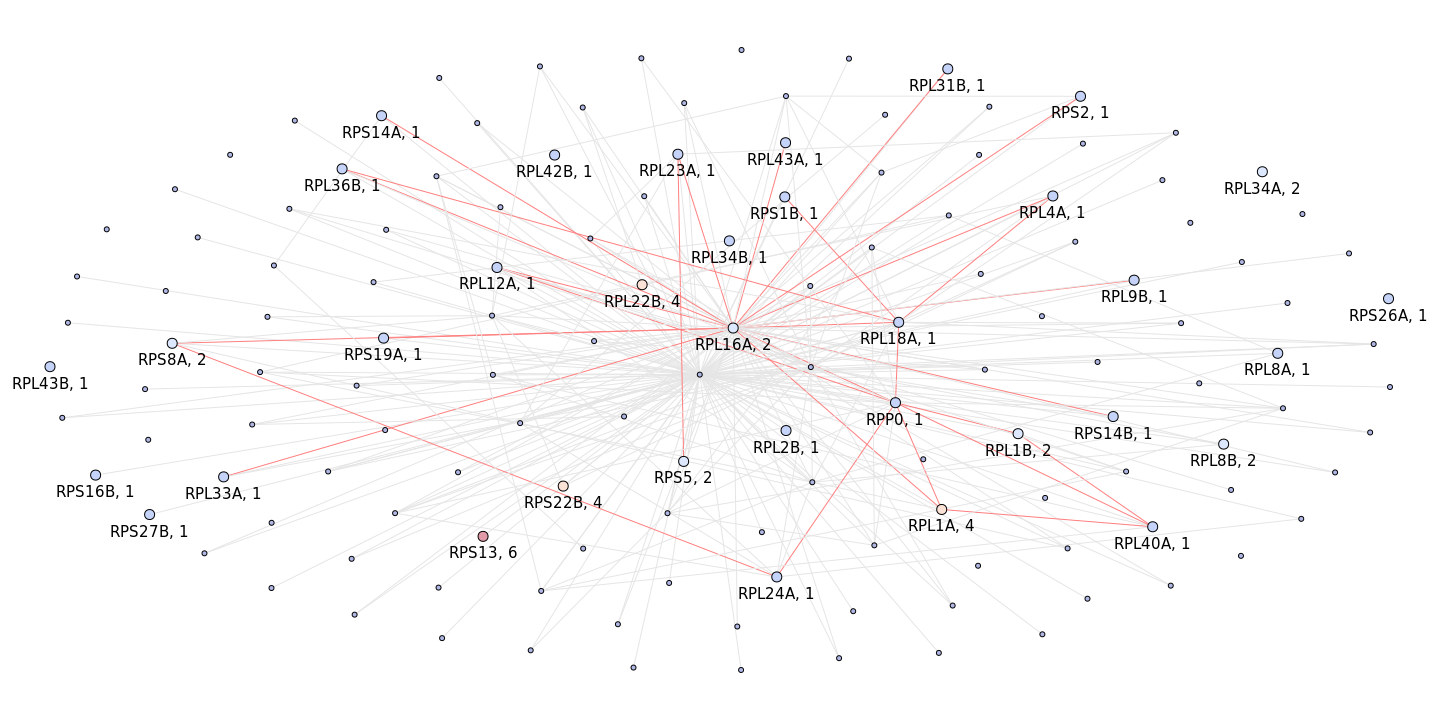 RPL31B, 1
RPS2, 1
RPS14A, 1
RPL43A, 1
RPL42B, 1
RPL23A, 1
RPL36B, 1
RPL34A, 2
RPS1B, 1
RPL4A, 1
RPL34B, 1
RPL12A, 1
RPL9B, 1
RPL22B, 4
RPS26A, 1
RPL18A, 1
RPL16A, 2
RPS19A, 1
RPS8A, 2
RPL8A, 1
RPL43B, 1
RPP0, 1
RPS14B, 1
RPL2B, 1
RPL1B, 2
RPL8B, 2
RPS5, 2
RPS16B, 1
RPL33A, 1
RPS22B, 4
RPL1A, 4
RPS27B, 1
RPL40A, 1
RPS13, 6
RPL24A, 1